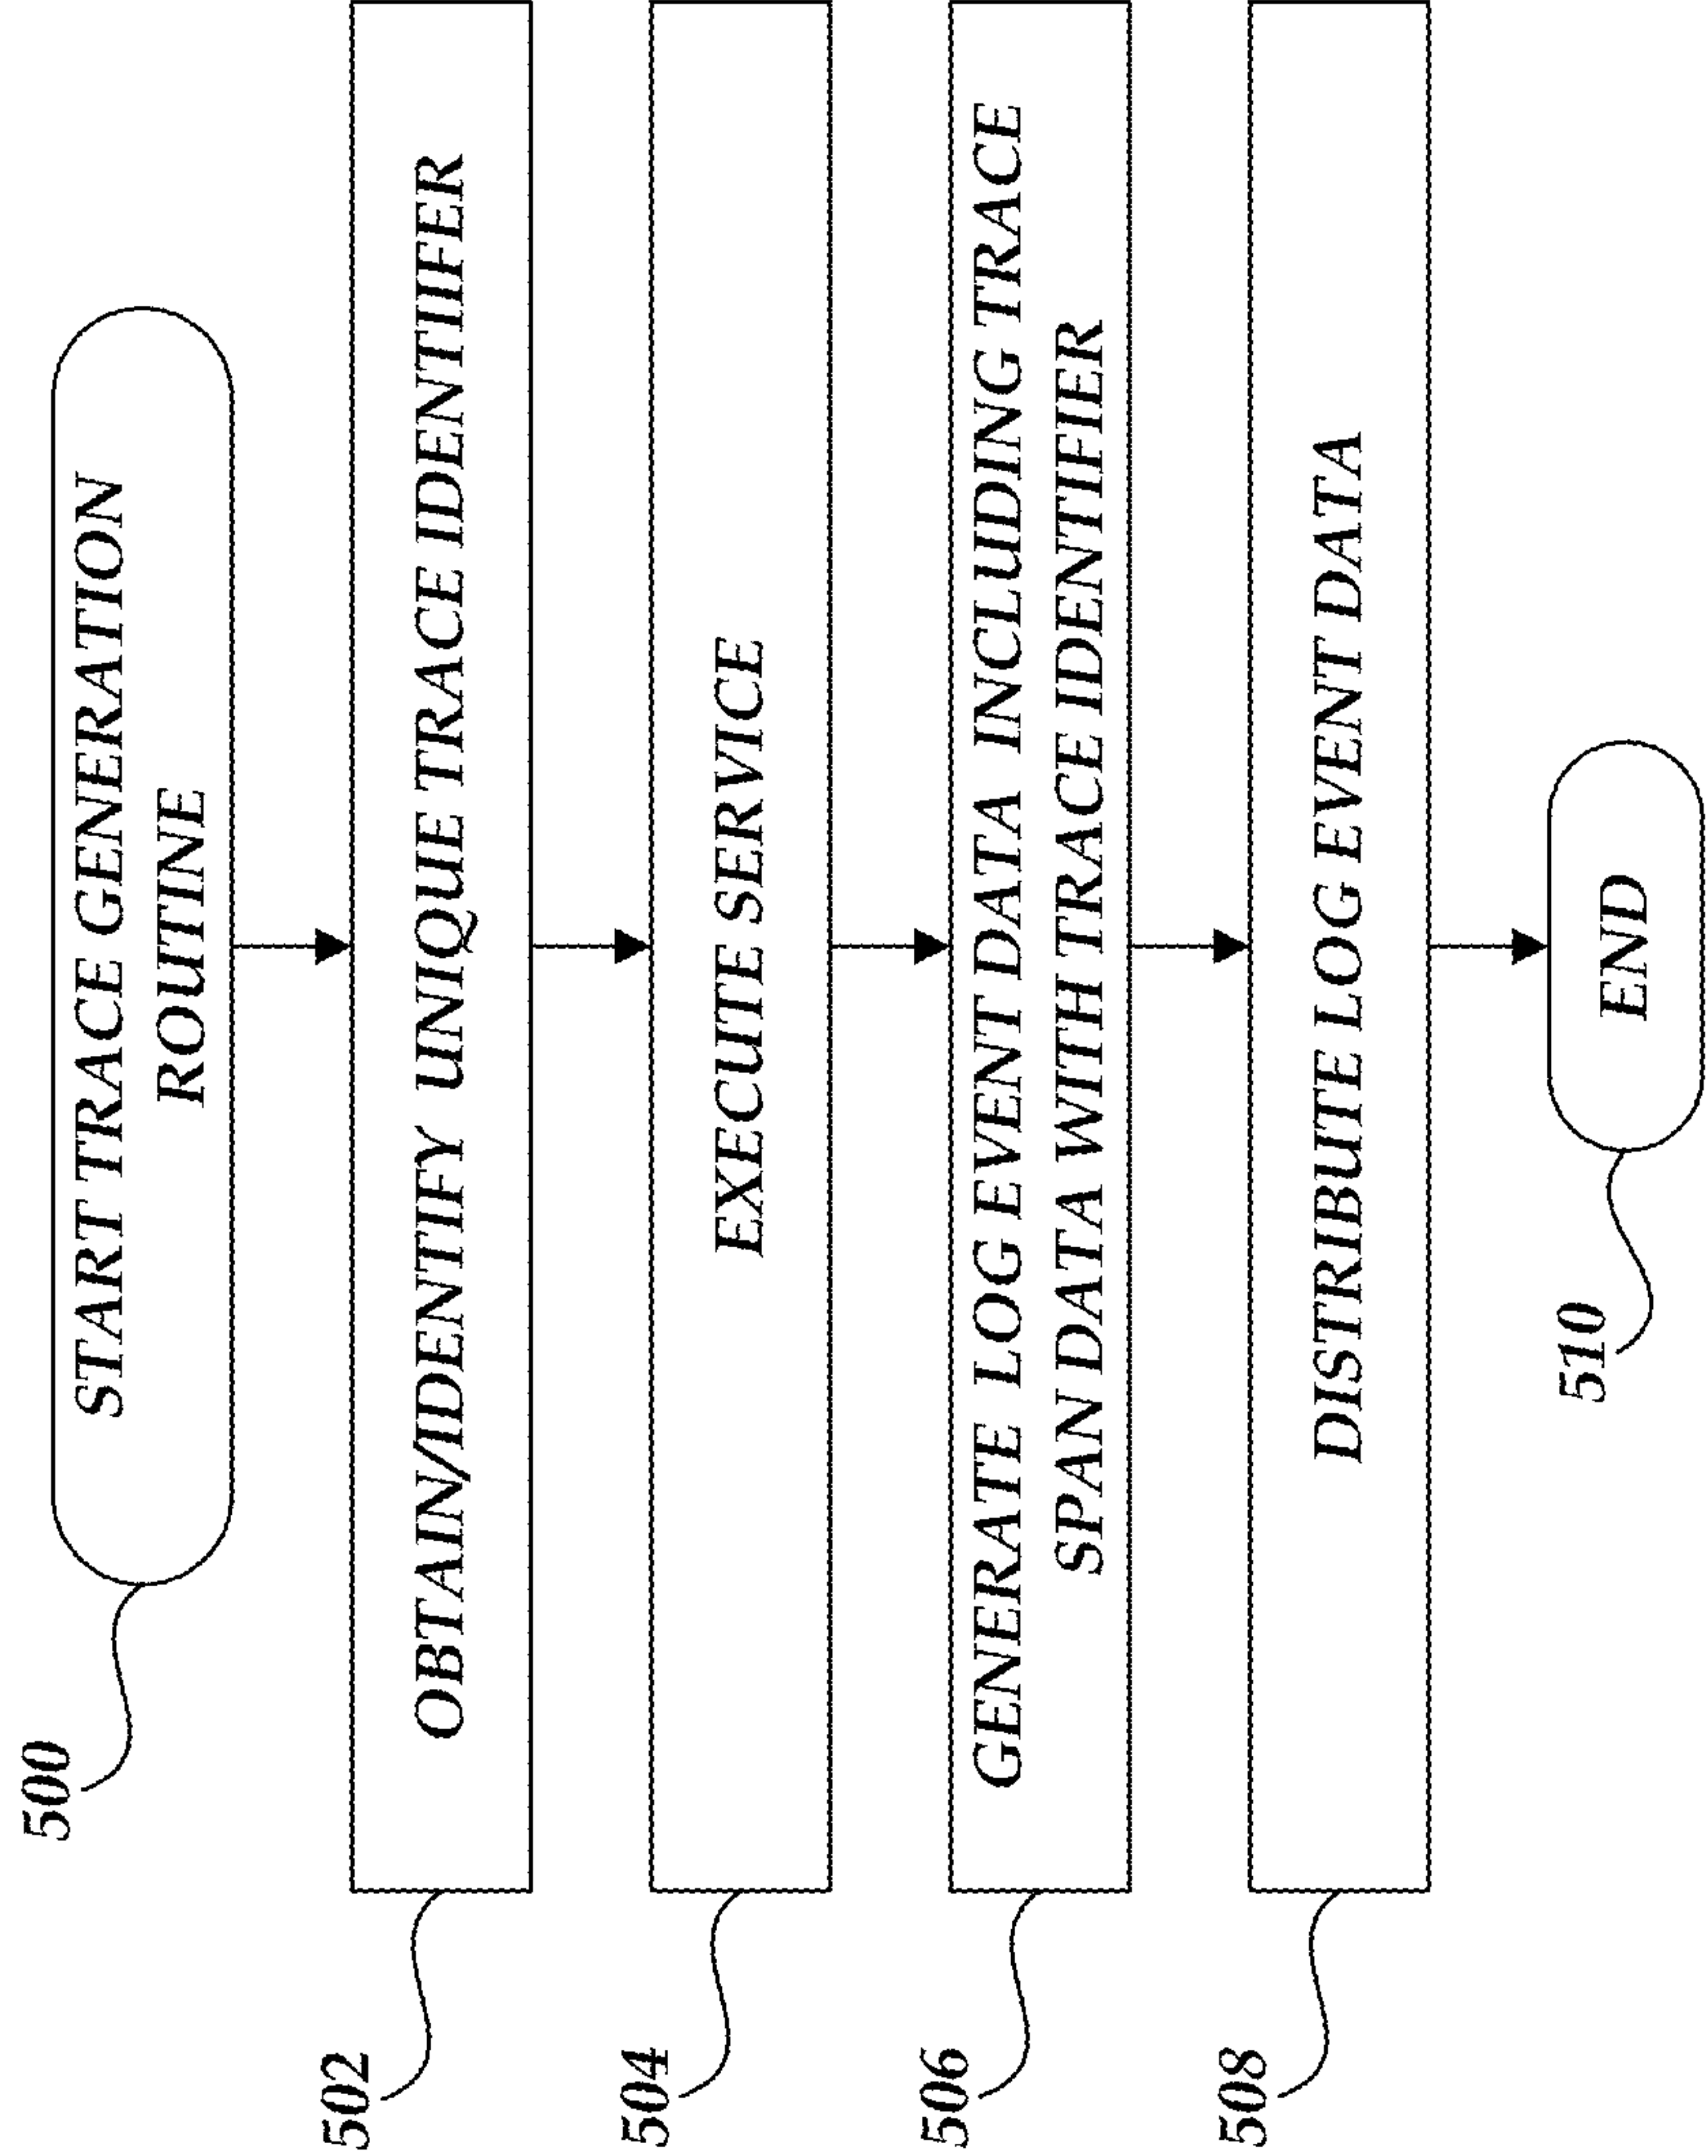 500
START TRACE GENERATION
ROUTINE
502
OBTAIN/IDENTIFY UNIQUE TRACE IDENTIFIER
504
EXECUTE SERVICE
506
GENERATE LOG EVENT DATA INCLUDING TRACE
SPAN DATA WITH TRACE IDENTIFIER
508
DISTRIBUTE LOG EVENT DATA
510
END